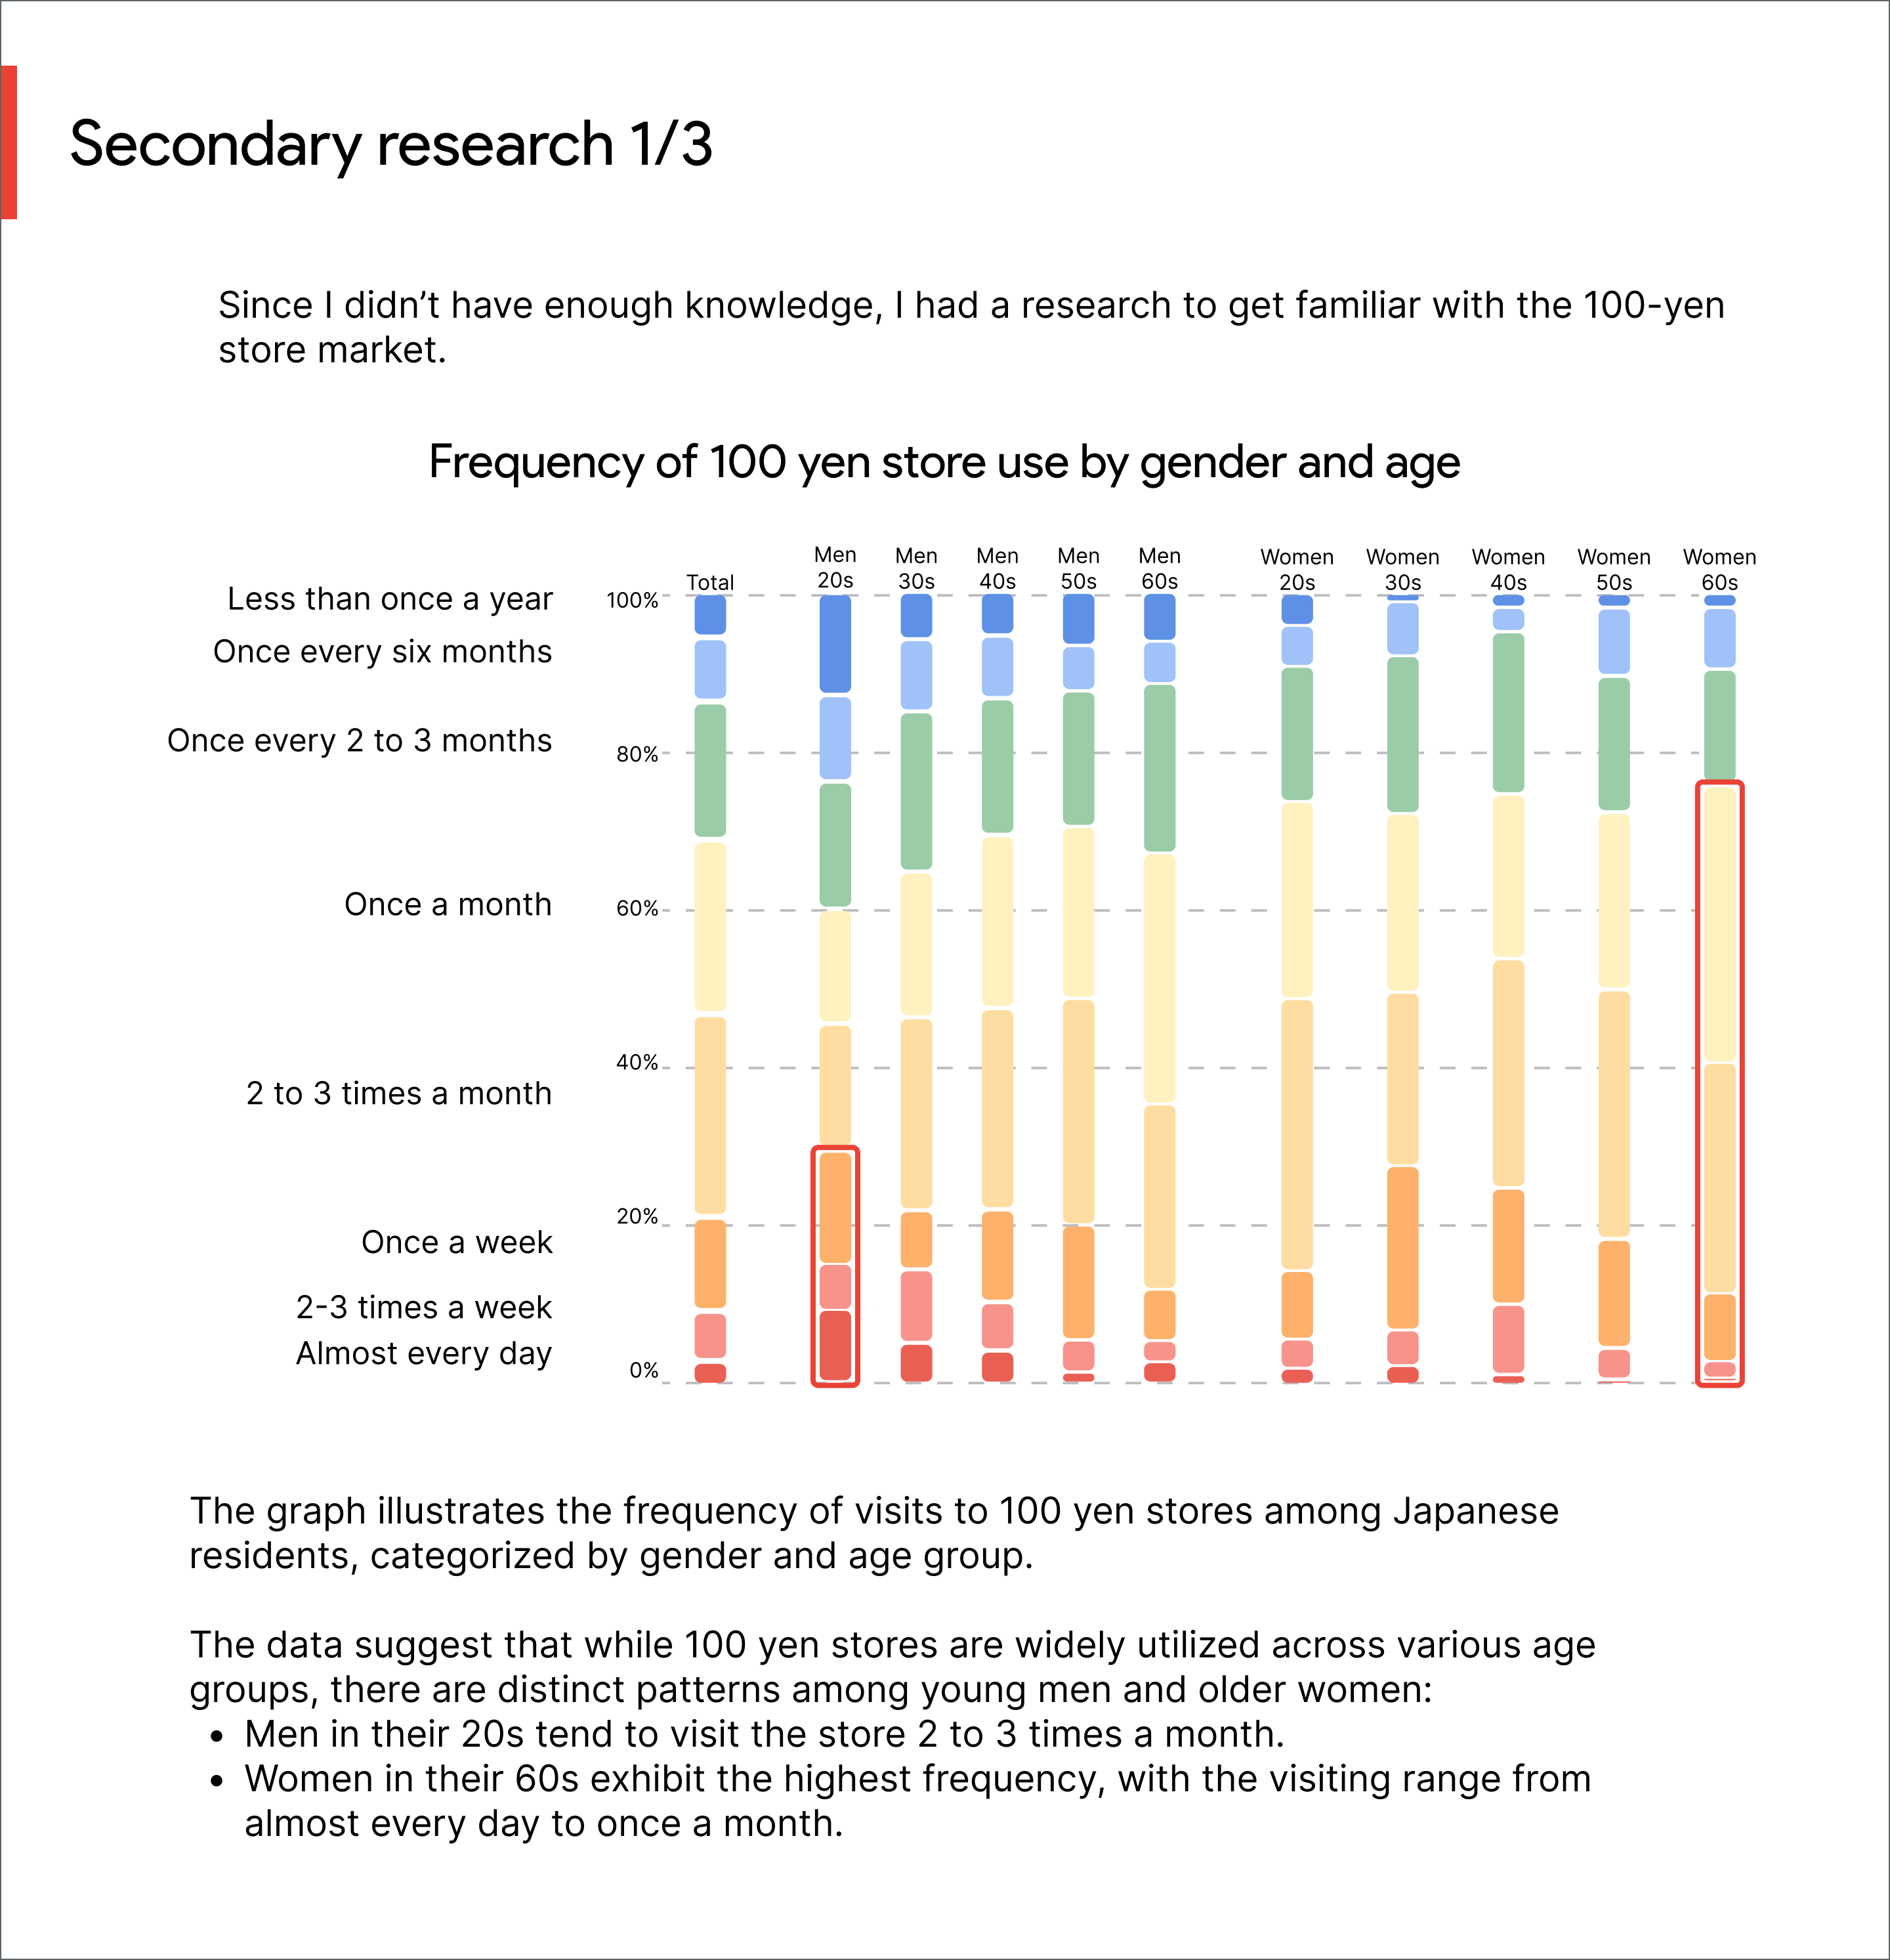 Secondary research 1/3
Since I didn’t have enough knowledge, I had a research to get familiar with the 100-yen
store market.
Frequency of 100 yen store use by gender and age
Total
Men
20s
Men
30s
Men
40s
Men
50s
Men
60s
Women
20s
Women
30s
Women
40s
Women
50s
Women
60s
Less than once a year
Once every six months
Once every 2 to 3 months
Once a month
2 to 3 times a month
Once a week
2-3 times a week
Almost every day
100%
80%
60%
40%
20%
0%
The graph illustrates the frequency of visits to 100 yen stores among Japanese
residents, categorized by gender and age group.
The data suggest that while 100 yen stores are widely utilized across various age
groups, there are distinct patterns among young men and older women:
• Men in their 20s tend to visit the store 2 to 3 times a month.
• Women in their 60s exhibit the highest frequency, with the visiting range from
almost every day to once a month.